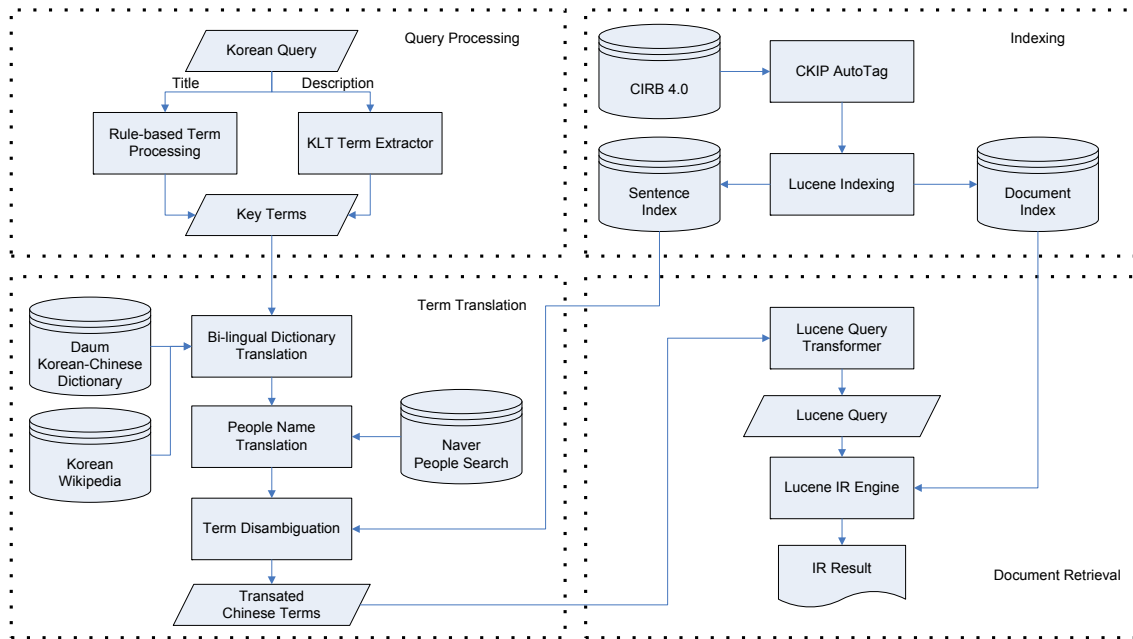 Query Processing
Korean Query
Title
Description
Rule-based Term
Processing
KLT Term Extractor
Key Terms
Indexing
CIRB 4.0
CKIP AutoTag
Sentence
Index
Lucene Indexing
Document
Index
Term Translation
Daum
Korean-Chinese
Dictionary
Bi-lingual Dictionary
Translation
Korean
Wikipedia
People Name
Translation
Naver
People Search
Term Disambiguation
Transated
Chinese Terms
Lucene Query
Transformer
Lucene Query
Lucene IR Engine
IR Result
Document Retrieval